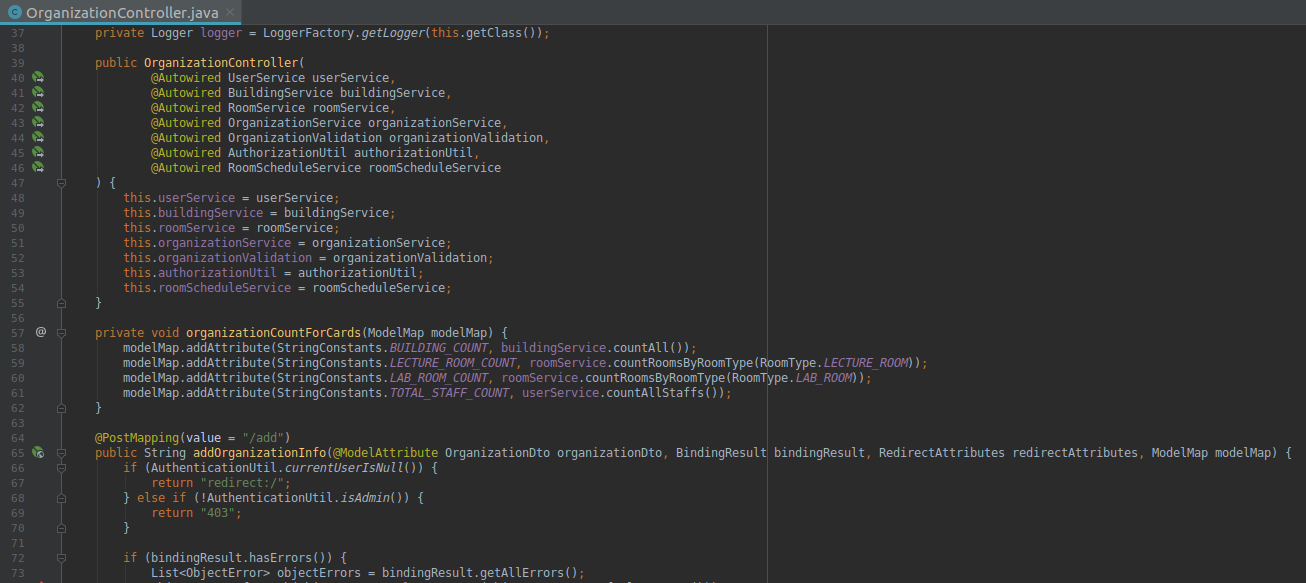 OrganizationController.java
37 private Logger logger = LoggerFactory.getLogger(this.getClass());
38
39 public OrganizationController(
40 @Autowired UserService userService,
41 @Autowired BuildingService buildingService,
42 @Autowired RoomService roomService,
43 @Autowired OrganizationService organizationService,
44 @Autowired OrganizationValidation organizationValidation,
45 @Autowired AuthorizationUtil authorizationUtil,
46 @Autowired RoomScheduleService roomScheduleService
47 ) {
48 this.userService = userService;
49 this.buildingService = buildingService;
50 this.roomService = roomService;
51 this.organizationService = organizationService;
52 this.organizationValidation = organizationValidation;
53 this.authorizationUtil = authorizationUtil;
54 this.roomScheduleService = roomScheduleService;
55 }
56
57 @ private void organizationCountForCards(ModelMap modelMap) {
58 modelMap.addAttribute(StringConstants.BUILDING_COUNT, buildingService.countAll());
59 modelMap.addAttribute(StringConstants.LECTURE_ROOM_COUNT, roomService.countRoomsByRoomType(RoomType.LECTURE_ROOM));
60 modelMap.addAttribute(StringConstants.LAB_ROOM_COUNT, roomService.countRoomsByRoomType(RoomType.LAB_ROOM));
61 modelMap.addAttribute(StringConstants.TOTAL_STAFF_COUNT, userService.countAllStaffs());
62 }
63
64 @PostMapping(value = "/add")
65 public String addOrganizationInfo(@ModelAttribute OrganizationDto organizationDto, BindingResult bindingResult, RedirectAttributes redirectAttributes, ModelMap modelMap) {
66 if (AuthenticationUtil.currentUserIsNull()) {
67 return "redirect:/";
68 } else if (!AuthenticationUtil.isAdmin()) {
69 return "403";
70 }
71
72 if (bindingResult.hasErrors()) {
73 List<ObjectError> objectErrors = bindingResult.getAllErrors();